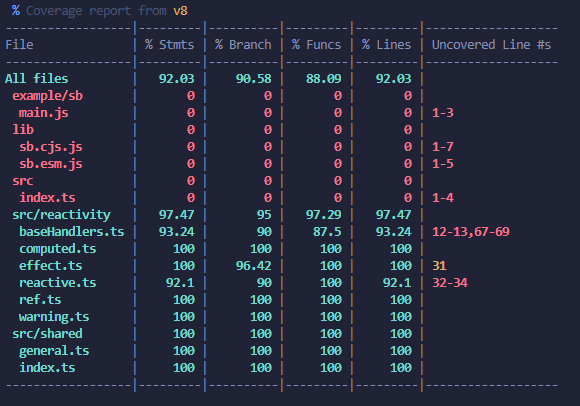 % Coverage report from v8
------------------|---------|----------|---------|---------|-------------------
File              | % Stmts | % Branch | % Funcs | % Lines | Uncovered Line #s
------------------|---------|----------|---------|---------|-------------------
All files         |   92.03 |    90.58 |   88.09 |   92.03 |
 example/sb       |       0 |        0 |       0 |       0 |
  main.js         |       0 |        0 |       0 |       0 | 1-3
 lib              |       0 |        0 |       0 |       0 |
  sb.cjs.js       |       0 |        0 |       0 |       0 | 1-7
  sb.esm.js       |       0 |        0 |       0 |       0 | 1-5
 src              |       0 |        0 |       0 |       0 |
  index.ts        |       0 |        0 |       0 |       0 | 1-4
 src/reactivity   |   97.47 |       95 |   97.29 |   97.47 |
  baseHandlers.ts |   93.24 |       90 |    87.5 |   93.24 | 12-13,67-69
  computed.ts     |     100 |      100 |     100 |     100 |
  effect.ts       |     100 |    96.42 |     100 |     100 | 31
  reactive.ts     |    92.1 |       90 |     100 |    92.1 | 32-34
  ref.ts          |     100 |      100 |     100 |     100 |
  warning.ts      |     100 |      100 |     100 |     100 |
 src/shared       |     100 |      100 |     100 |     100 |
  general.ts      |     100 |      100 |     100 |     100 |
  index.ts        |     100 |      100 |     100 |     100 |
------------------|---------|----------|---------|---------|-------------------